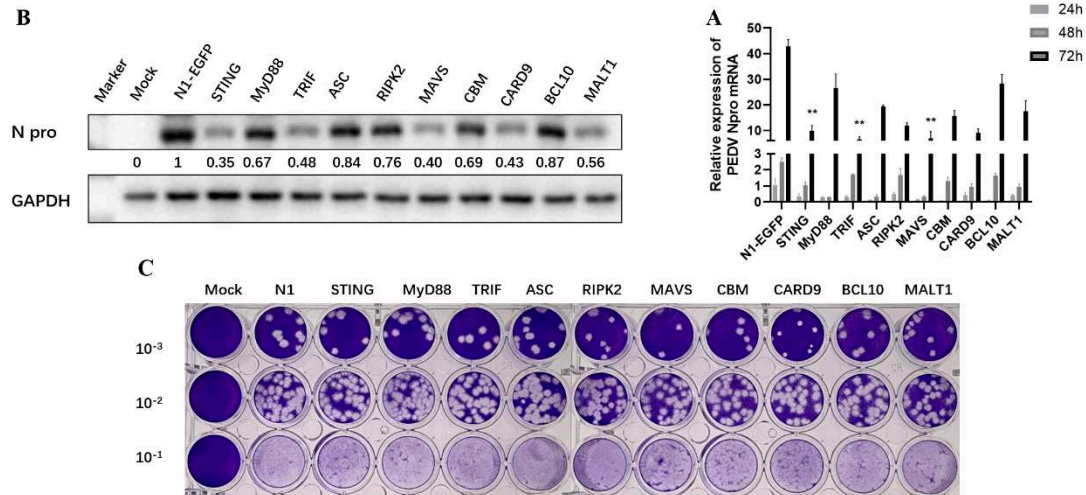 B
Marker Mock N1-EGFP STING MyD88 TRIF ASC RIPK2 MAVS CBM CARD9 BCL10 MALT1
N pro
0 1 0.35 0.67 0.48 0.84 0.76 0.40 0.69 0.43 0.87 0.56
GAPDH
A
24h
48h
72h
Relative expression of
PEDV Npro mRNA
50
40
30
20
10
3
2
1
0
** ** **
N1-EGFP STING MyD88 TRIF ASC RIPK2 MAVS CBM CARD9 BCL10 MALT1
C
Mock N1 STING MyD88 TRIF ASC RIPK2 MAVS CBM CARD9 BCL10 MALT1
10-3
10-2
10-1